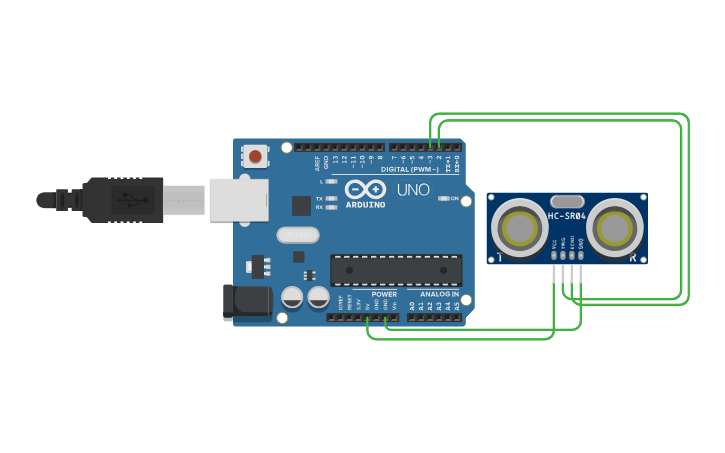 AREF
GND
13
12
~11
~10
~9
8
7
~6
~5
4
~3
2
TX→1
RX←0
DIGITAL (PWM~)
L
TX
RX
ARDUINO
UNO
ON
POWER
ANALOG IN
IOREF
RESET
3.3V
5V
GND
GND
Vin
A0
A1
A2
A3
A4
A5
HC-SR04
VCC
TRIG
ECHO
GND
T
R